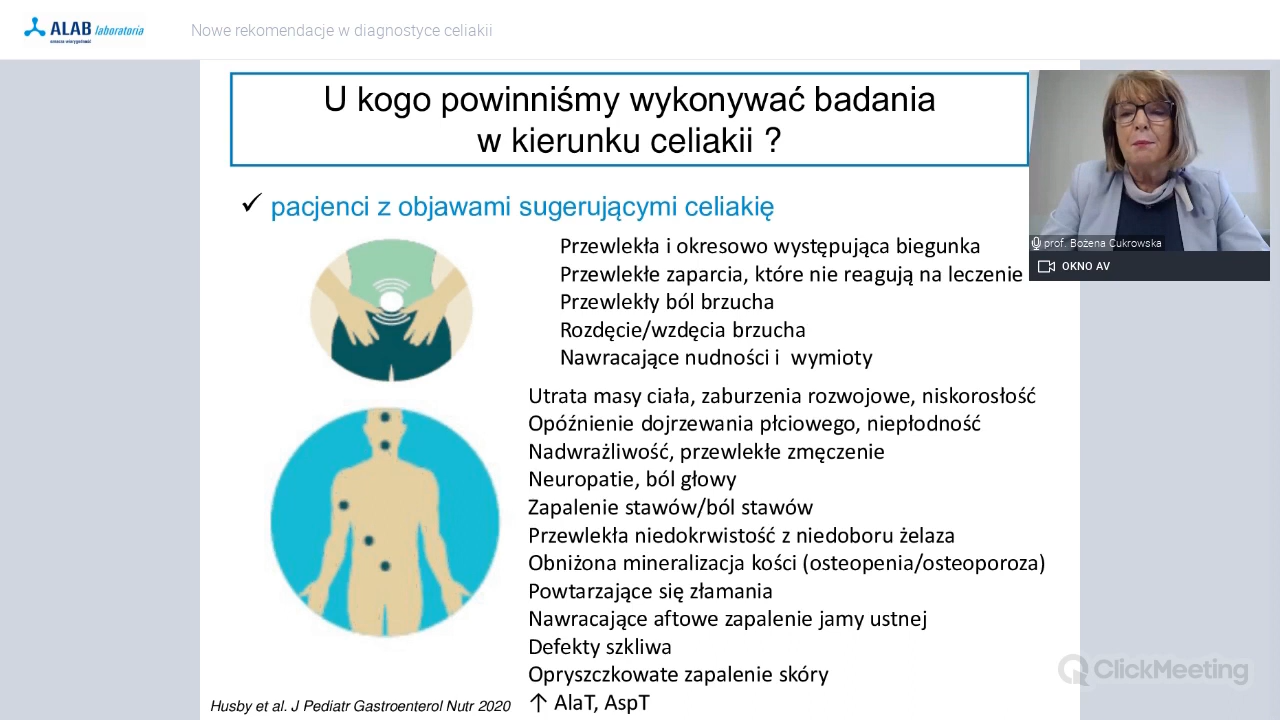 ALAB laboratoria
Nowe rekomendacje w diagnostyce celiakii
U kogo powinniśmy wykonywać badania
w kierunku celiakii ?
✓ pacjenci z objawami sugerującymi celiakię
Przewlekła i okresowo występująca biegunka
Przewlekłe zaparcia, które nie reagują na leczenie
Przewlekły ból brzucha
Rozdęcie/wzdęcia brzucha
Nawracające nudności i wymioty
Utrata masy ciała, zaburzenia rozwojowe, niskorosłość
Opóźnienie dojrzewania płciowego, niepłodność
Nadwrażliwość, przewlekłe zmęczenie
Neuropatie, ból głowy
Zapalenie stawów/ból stawów
Przewlekła niedokrwistość z niedoboru żelaza
Obniżona mineralizacja kości (osteopenia/osteoporoza)
Powtarzające się złamania
Nawracające aftowe zapalenie jamy ustnej
Defekty szkliwa
Opryszczkowate zapalenie skóry
↑ AlaT, AspT
Husby et al. J Pediatr Gastroenterol Nutr 2020
prof. Bożena Cukrowska
OKNO AV
ClickMeeting